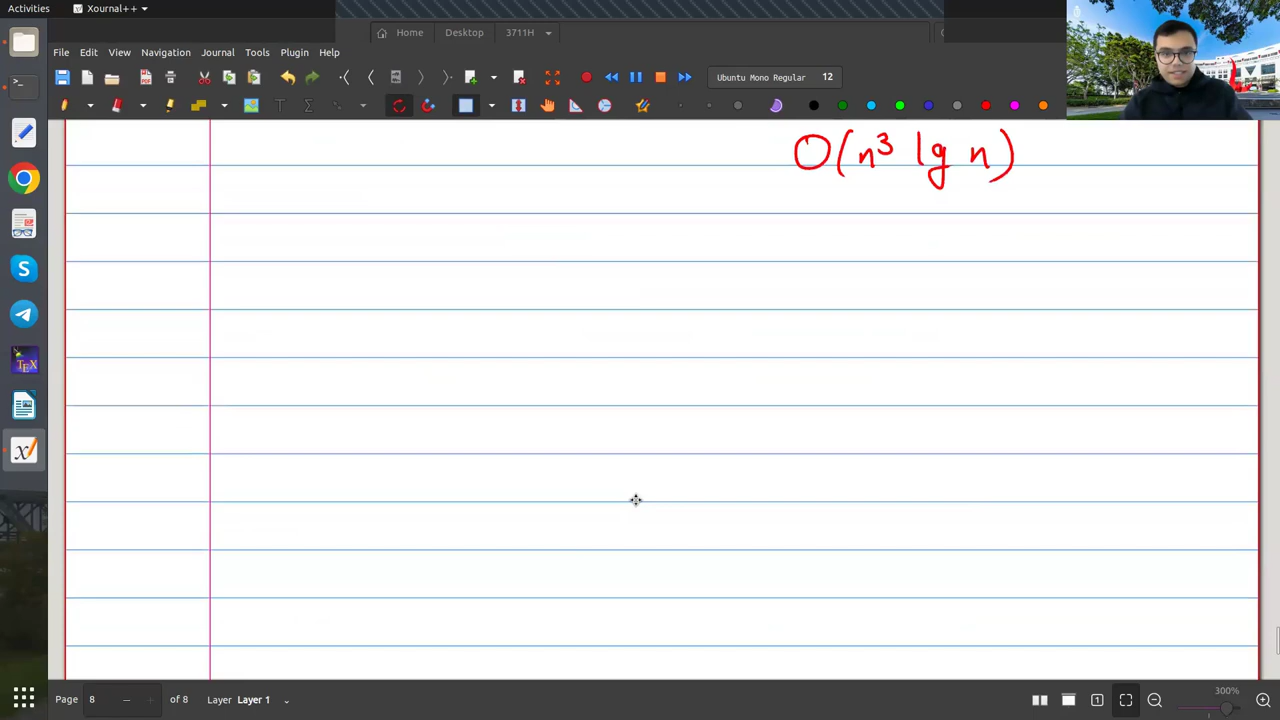 Activities Xournal++
Home Desktop 3711H
File Edit View Navigation Journal Tools Plugin Help
Ubuntu Mono Regular 12
O(n³ lg n)
Page 8 of 8 Layer Layer 1 300%